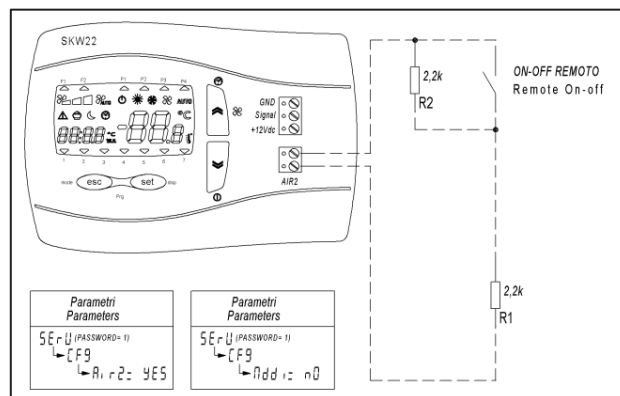 SKW22
F1 F2 P1 P2 P3 P4
AUTO AUTO
°C
1 2 3 4 5 6 7
mode esc set disp
Prg
GND
Signal
+12Vdc
AIR2
2,2k
R2
ON-OFF REMOTO
Remote On-off
2,2k
R1
Parametri
Parameters
SErU (PASSWORD= 1)
CF9
Air2= YES
Parametri
Parameters
SErU (PASSWORD= 1)
CF9
= nO